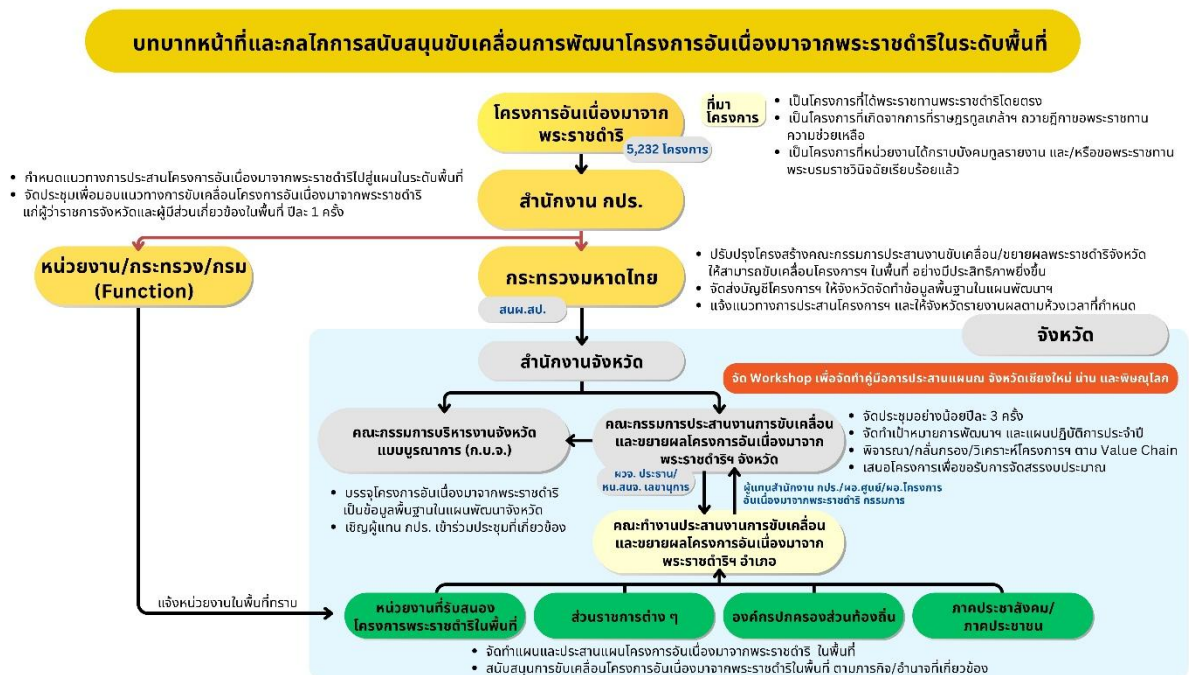 บทบาทหน้าที่และกลไกการสนับสนุนขับเคลื่อนการพัฒนาโครงการอันเนื่องมาจากพระราชดำริในระดับพื้นที่
โครงการอันเนื่องมาจาก
พระราชดำริ
5,232 โครงการ
ที่มา
โครงการ
• เป็นโครงการที่ได้พระราชทานพระราชดำริโดยตรง
• เป็นโครงการที่เกิดจากการที่ราษฎรทูลเกล้าฯ ถวายฎีกาขอพระราชทาน
ความช่วยเหลือ
• เป็นโครงการที่หน่วยงานได้กราบบังคมทูลรายงาน และ/หรือขอพระราชทาน
พระบรมราชวินิจฉัยเรียบร้อยแล้ว
• กำหนดแนวทางการประสานโครงการอันเนื่องมาจากพระราชดำริไปสู่แผนในระดับพื้นที่
• จัดประชุมเพื่อมอบแนวทางการขับเคลื่อนโครงการอันเนื่องมาจากพระราชดำริ
แก่ผู้ว่าราชการจังหวัดและผู้มีส่วนเกี่ยวข้องในพื้นที่ ปีละ 1 ครั้ง
สำนักงาน กปร.
หน่วยงาน/กระทรวง/กรม
(Function)
กระทรวงมหาดไทย
สนผ.สป.
• ปรับปรุงโครงสร้างคณะกรรมการประสานงานขับเคลื่อน/ขยายผลพระราชดำริจังหวัด
ให้สามารถขับเคลื่อนโครงการฯ ในพื้นที่ อย่างมีประสิทธิภาพยิ่งขึ้น
• จัดส่งบัญชีโครงการฯ ให้จังหวัดจัดทำข้อมูลพื้นฐานในแผนพัฒนาฯ
• แจ้งแนวทางการประสานโครงการฯ และให้จังหวัดรายงานผลตามห้วงเวลาที่กำหนด
จังหวัด
สำนักงานจังหวัด
จัด Workshop เพื่อจัดทำคู่มือการประสานแผนณ จังหวัดเชียงใหม่ น่าน และพิษณุโลก
คณะกรรมการบริหารงานจังหวัด
แบบบูรณาการ (ก.บ.จ.)
คณะกรรมการประสานงานการขับเคลื่อน
และขยายผลโครงการอันเนื่องมาจาก
พระราชดำริฯ จังหวัด
• จัดประชุมอย่างน้อยปีละ 3 ครั้ง
• จัดทำเป้าหมายการพัฒนาฯ และแผนปฏิบัติการประจำปี
• พิจารณา/กลั่นกรอง/วิเคราะห์โครงการฯ ตาม Value Chain
• เสนอโครงการเพื่อขอรับการจัดสรรงบประมาณ
ผวจ. ประธาน/
หน.สนจ. เลขานุการ
ผู้แทนสำนักงาน กปร./ผอ.ศูนย์/ผอ.โครงการ
อันเนื่องมาจากพระราชดำริ กรรมการ
• บรรจุโครงการอันเนื่องมาจากพระราชดำริ
เป็นข้อมูลพื้นฐานในแผนพัฒนาจังหวัด
• เชิญผู้แทน กปร. เข้าร่วมประชุมที่เกี่ยวข้อง
คณะทำงานประสานงานการขับเคลื่อน
และขยายผลโครงการอันเนื่องมาจาก
พระราชดำริฯ อำเภอ
แจ้งหน่วยงานในพื้นที่ทราบ
หน่วยงานที่รับสนอง
โครงการพระราชดำริในพื้นที่
ส่วนราชการต่าง ๆ
องค์กรปกครองส่วนท้องถิ่น
ภาคประชาสังคม/
ภาคประชาชน
• จัดทำแผนและประสานแผนโครงการอันเนื่องมาจากพระราชดำริ ในพื้นที่
• สนับสนุนการขับเคลื่อนโครงการอันเนื่องมาจากพระราชดำริในพื้นที่ ตามภารกิจ/อำนาจที่เกี่ยวข้อง